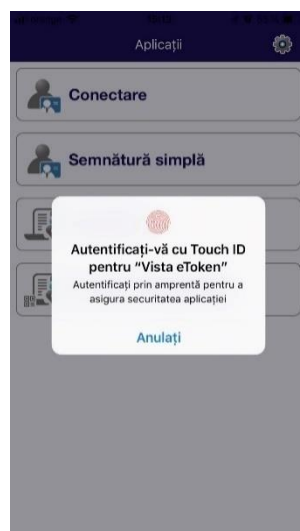 Aplicații
Conectare
Semnătură simplă
Autentificați-vă cu Touch ID
pentru "Vista eToken"
Autentificați prin amprentă pentru a
asigura securitatea aplicației
Anulați